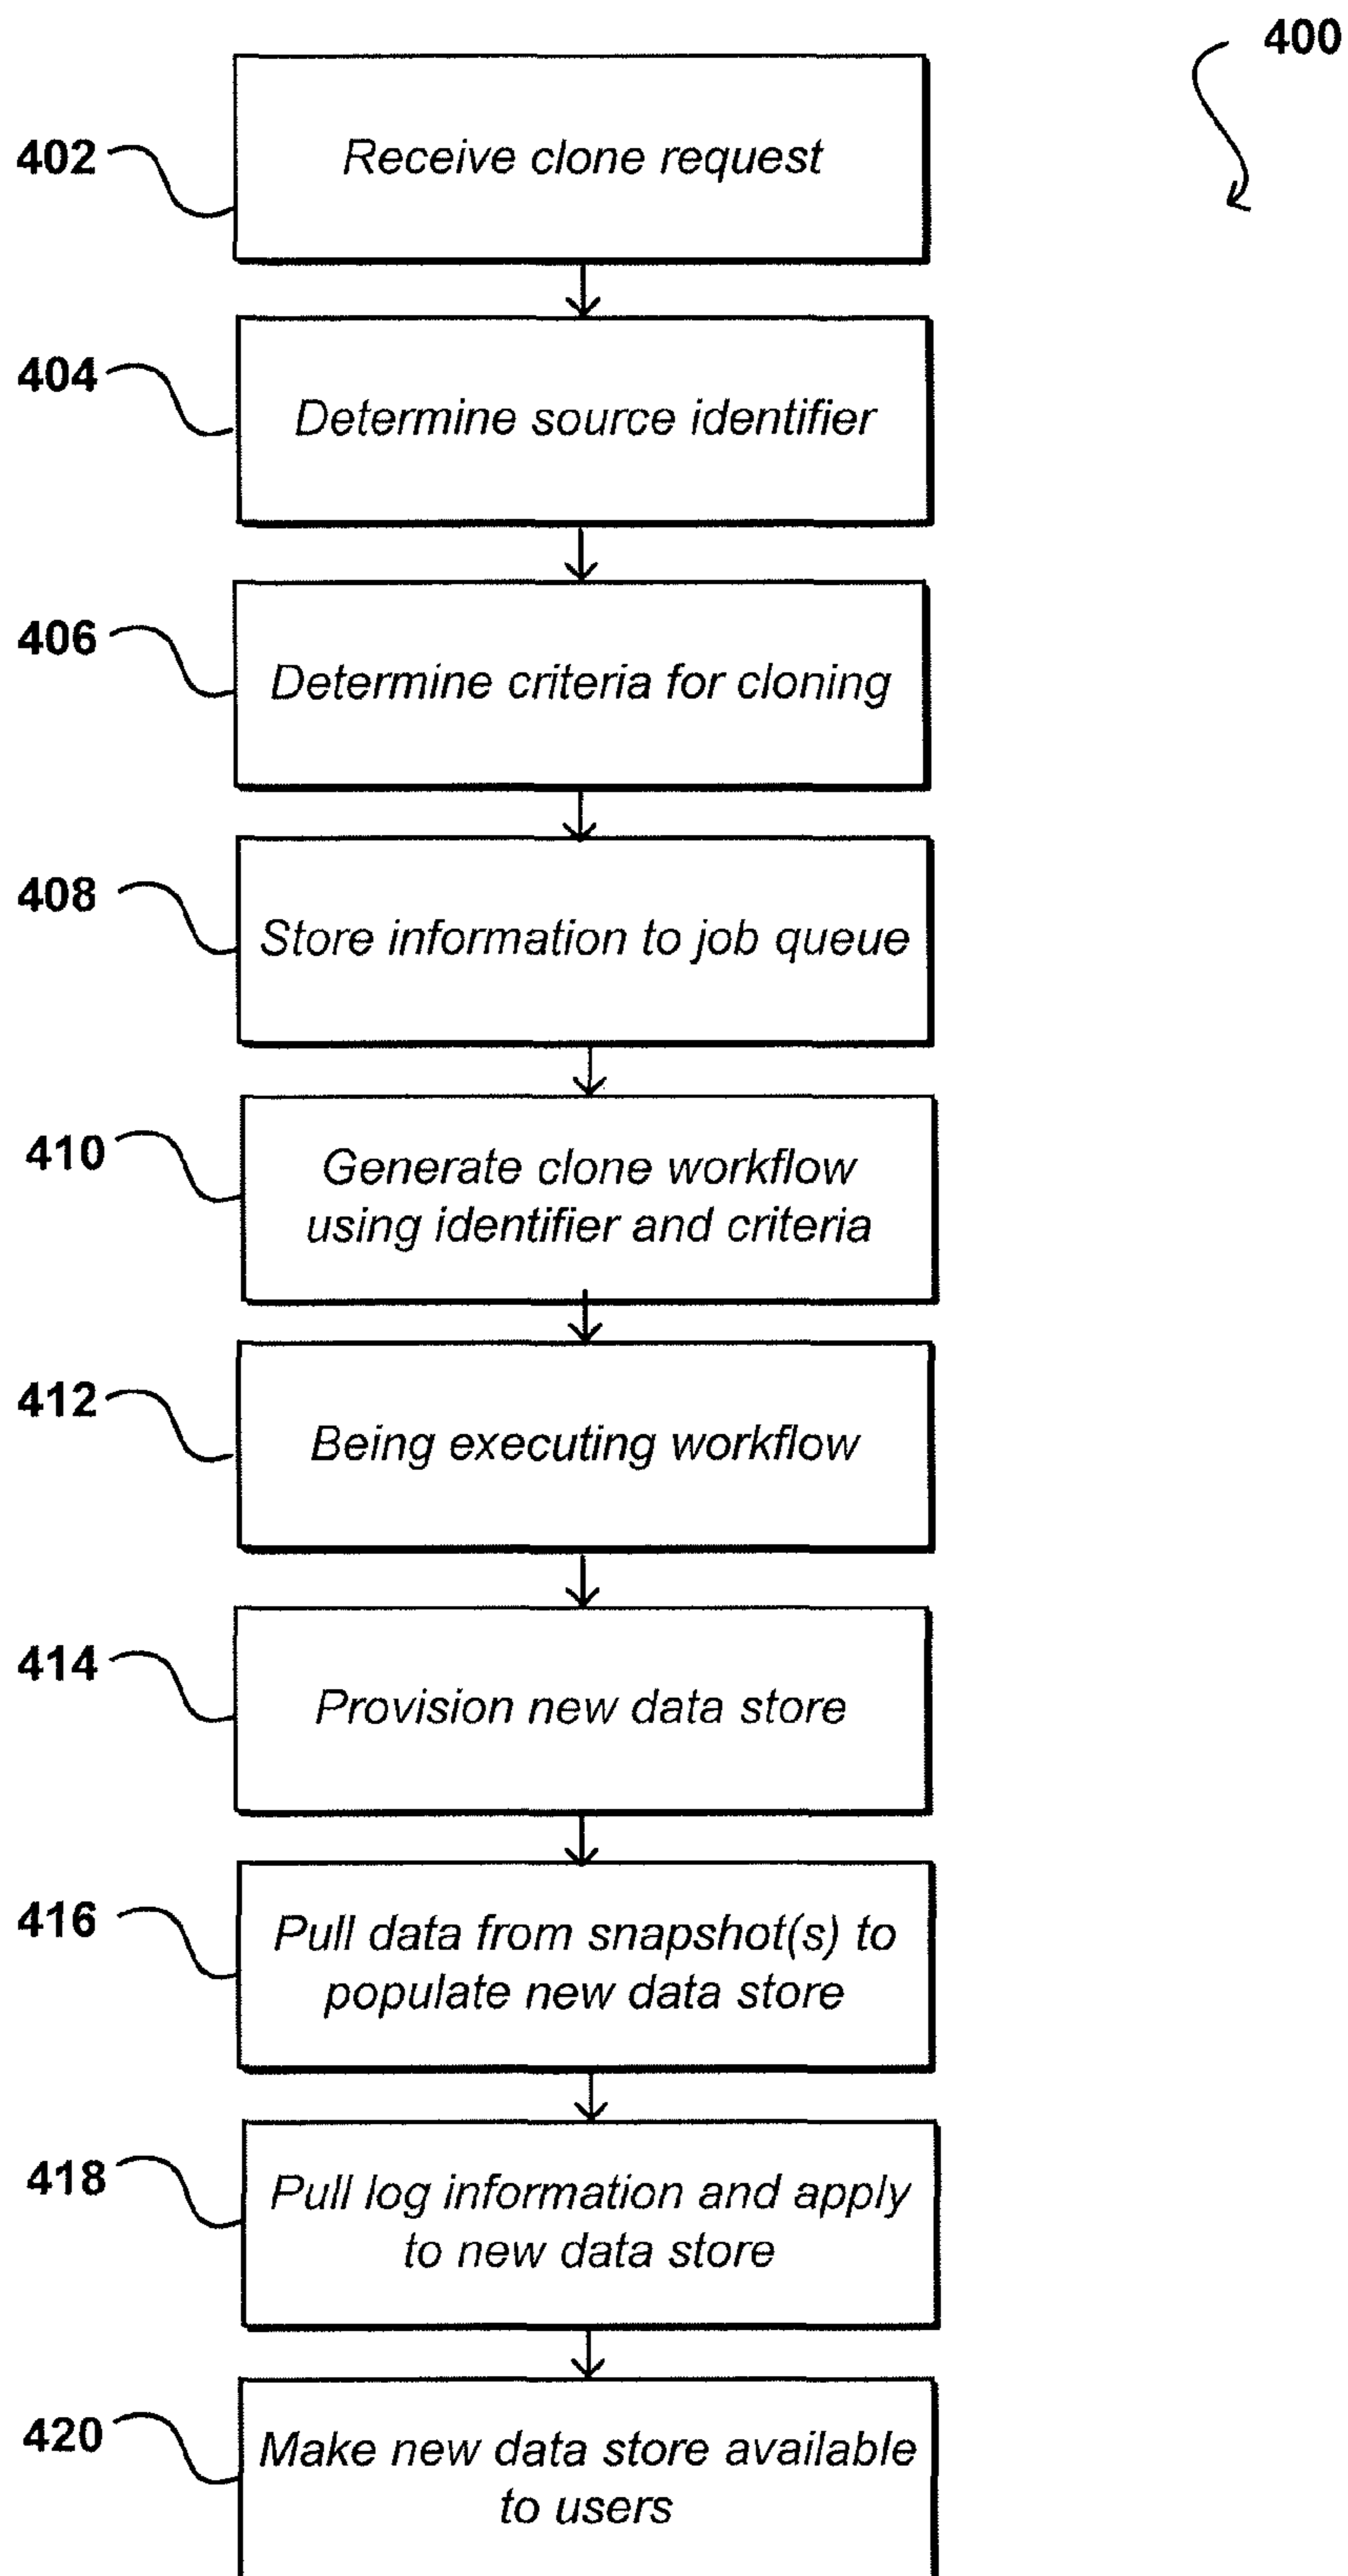 400
402
Receive clone request
404
Determine source identifier
406
Determine criteria for cloning
408
Store information to job queue
410
Generate clone workflow
using identifier and criteria
412
Being executing workflow
414
Provision new data store
416
Pull data from snapshot(s) to
populate new data store
418
Pull log information and apply
to new data store
420
Make new data store available
to users